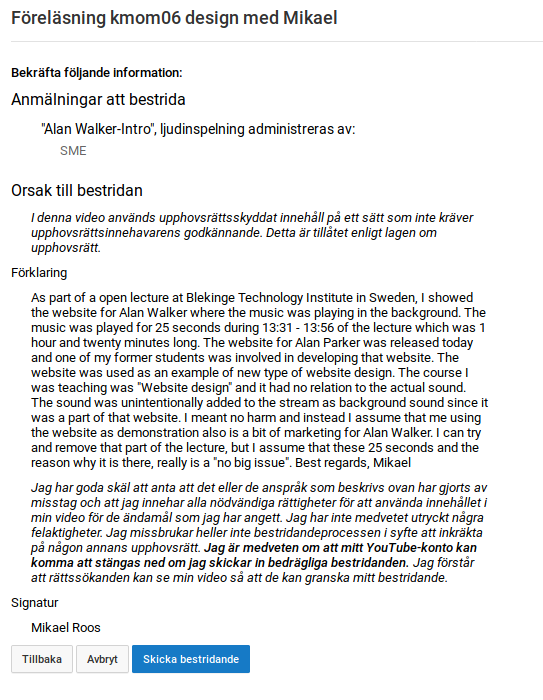 Föreläsning kmom06 design med Mikael
Bekräfta följande information:
Anmälningar att bestrida
"Alan Walker-Intro", ljudinspelning administreras av:
SME
Orsak till bestridan
I denna video används upphovsrättsskyddat innehåll på ett sätt som inte kräver
upphovsrättsinnehavarens godkännande. Detta är tillåtet enligt lagen om
upphovsrätt.
Förklaring
As part of a open lecture at Blekinge Technology Institute in Sweden, I showed
the website for Alan Walker where the music was playing in the background. The
music was played for 25 seconds during 13:31 - 13:56 of the lecture which was 1
hour and twenty minutes long. The website for Alan Parker was released today
and one of my former students was involved in developing that website. The
website was used as an example of new type of website design. The course I
was teaching was "Website design" and it had no relation to the actual sound.
The sound was unintentionally added to the stream as background sound since it
was a part of that website. I meant no harm and instead I assume that me using
the website as demonstration also is a bit of marketing for Alan Walker. I can try
and remove that part of the lecture, but I assume that these 25 seconds and the
reason why it is there, really is a "no big issue". Best regards, Mikael
Jag har goda skäl att anta att det eller de anspråk som beskrivs ovan har gjorts av
misstag och att jag innehar alla nödvändiga rättigheter för att använda innehållet i
min video för de ändamål som jag har angett. Jag har inte medvetet utryckt några
felaktigheter. Jag missbrukar heller inte bestridandeprocessen i syfte att inkräkta
på någon annans upphovsrätt. Jag är medveten om att mitt YouTube-konto kan
komma att stängas ned om jag skickar in bedrägliga bestridanden. Jag förstår
att rättssökanden kan se min video så att de kan granska mitt bestridande.
Signatur
Mikael Roos
Tillbaka Avbryt Skicka bestridande